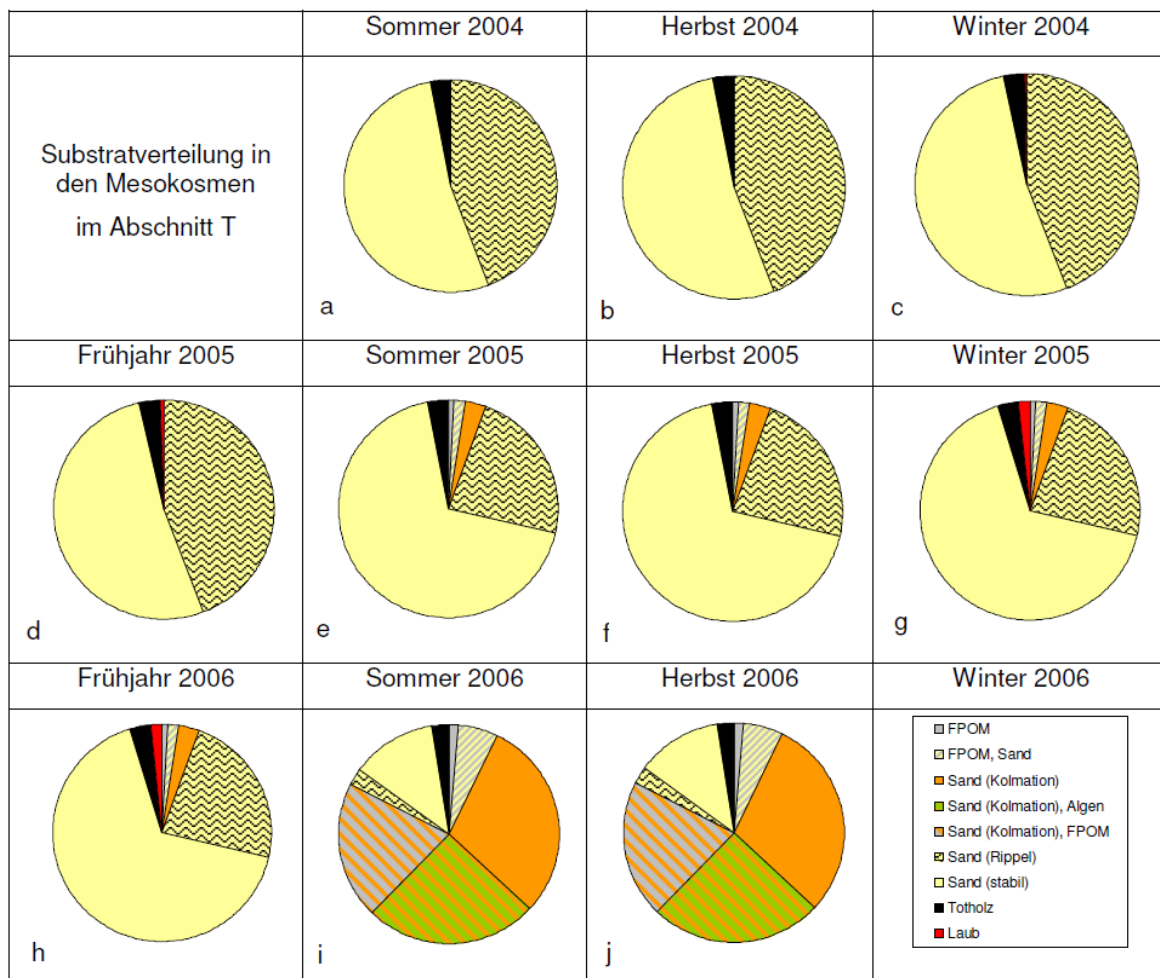 Sommer 2004
Herbst 2004
Winter 2004
Substratverteilung in
den Mesokosmen
im Abschnitt T
a
b
c
Frühjahr 2005
Sommer 2005
Herbst 2005
Winter 2005
d
e
f
g
Frühjahr 2006
Sommer 2006
Herbst 2006
Winter 2006
h
i
j
FPOM
FPOM, Sand
Sand (Kolmation)
Sand (Kolmation), Algen
Sand (Kolmation), FPOM
Sand (Rippel)
Sand (stabil)
Totholz
Laub